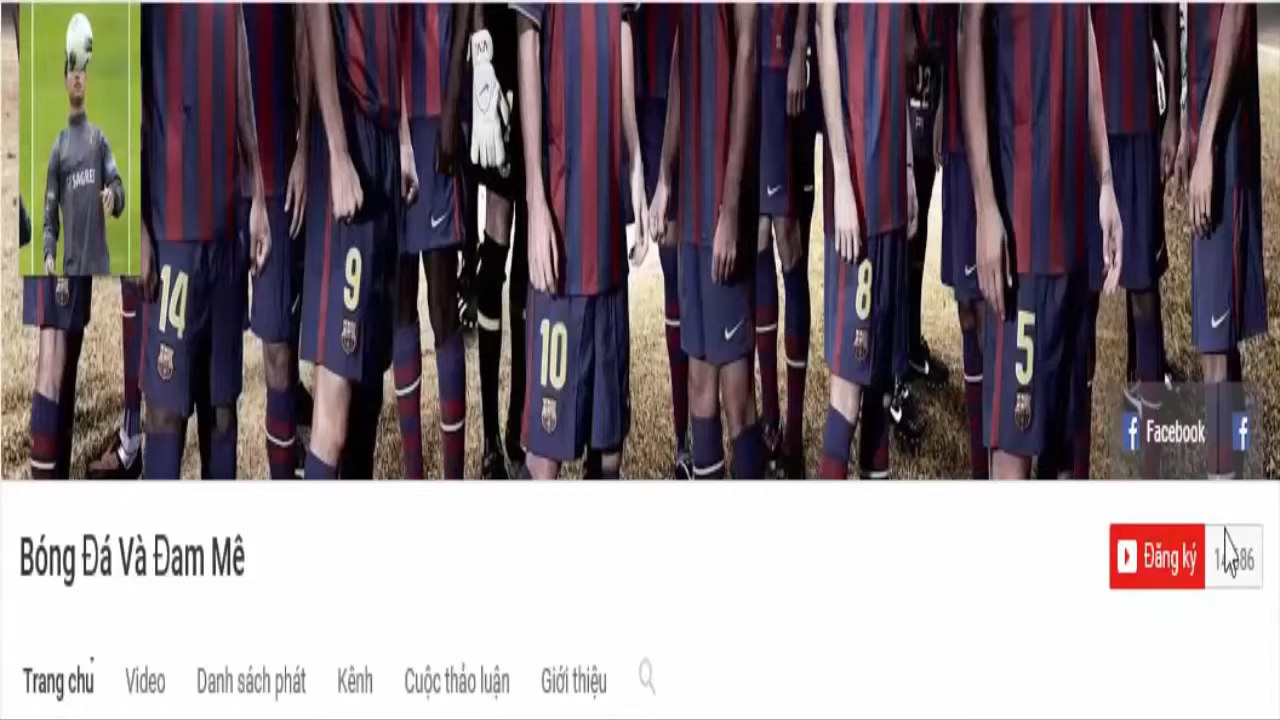 SAGRES
14
9
10
8
5
Facebook
Bóng Đá Và Đam Mê
Đăng ký
Trang chủ Video Danh sách phát Kênh Cuộc thảo luận Giới thiệu